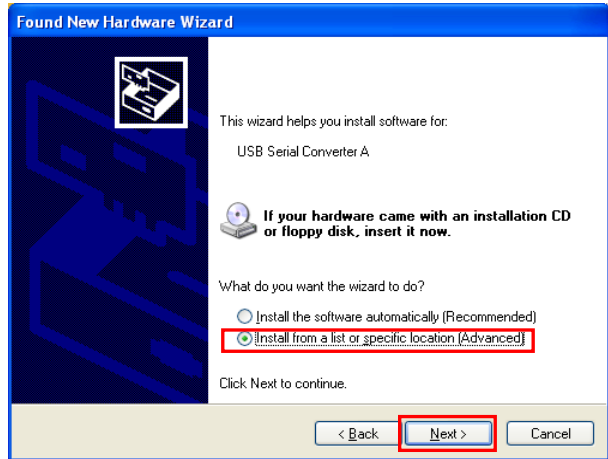 Found New Hardware Wizard
This wizard helps you install software for:
USB Serial Converter A
If your hardware came with an installation CD
or floppy disk, insert it now.
What do you want the wizard to do?
Install the software automatically (Recommended)
Install from a list or specific location (Advanced)
Click Next to continue.
< Back Next > Cancel